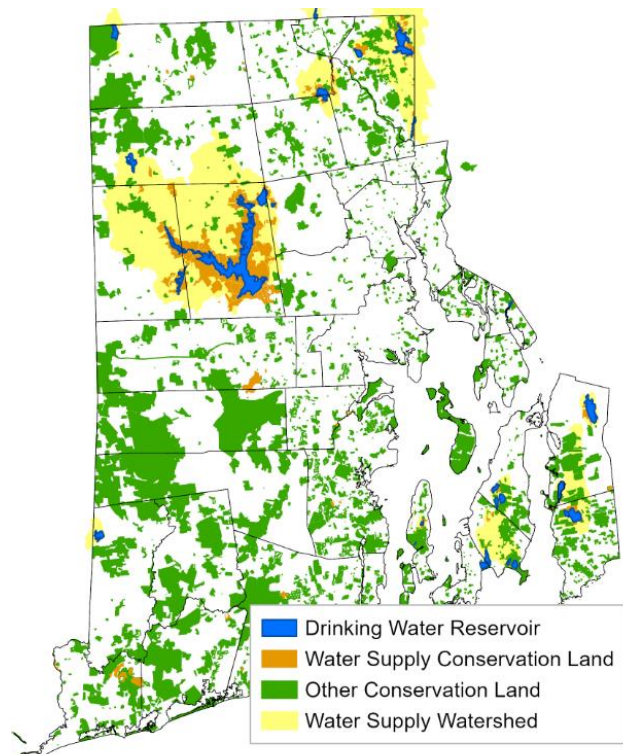 Drinking Water Reservoir
Water Supply Conservation Land
Other Conservation Land
Water Supply Watershed